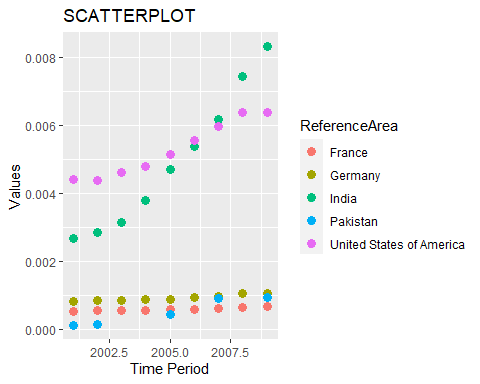 SCATTERPLOT
0.008
0.006
0.004
0.002
0.000
Values
2002.5 2005.0 2007.5
Time Period
ReferenceArea
France
Germany
India
Pakistan
United States of America